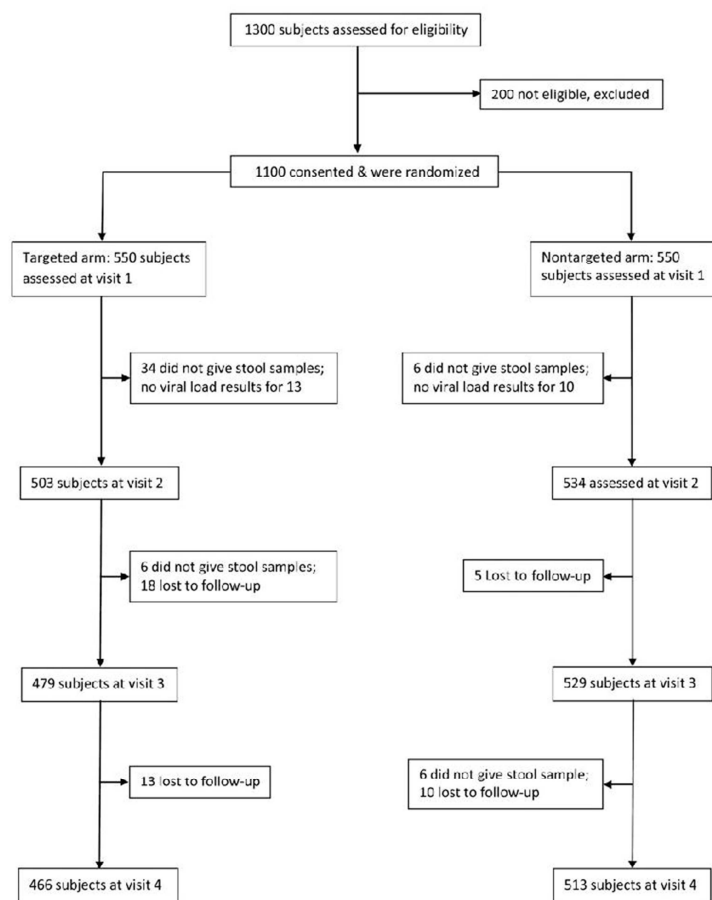 1300 subjects assessed for eligibility
200 not eligible, excluded
1100 consented & were randomized
Targeted arm: 550 subjects
assessed at visit 1
Nontargeted arm: 550
subjects assessed at visit 1
34 did not give stool samples;
no viral load results for 13
6 did not give stool samples;
no viral load results for 10
503 subjects at visit 2
534 assessed at visit 2
6 did not give stool samples;
18 lost to follow-up
5 Lost to follow-up
479 subjects at visit 3
529 subjects at visit 3
13 lost to follow-up
6 did not give stool sample;
10 lost to follow-up
466 subjects at visit 4
513 subjects at visit 4